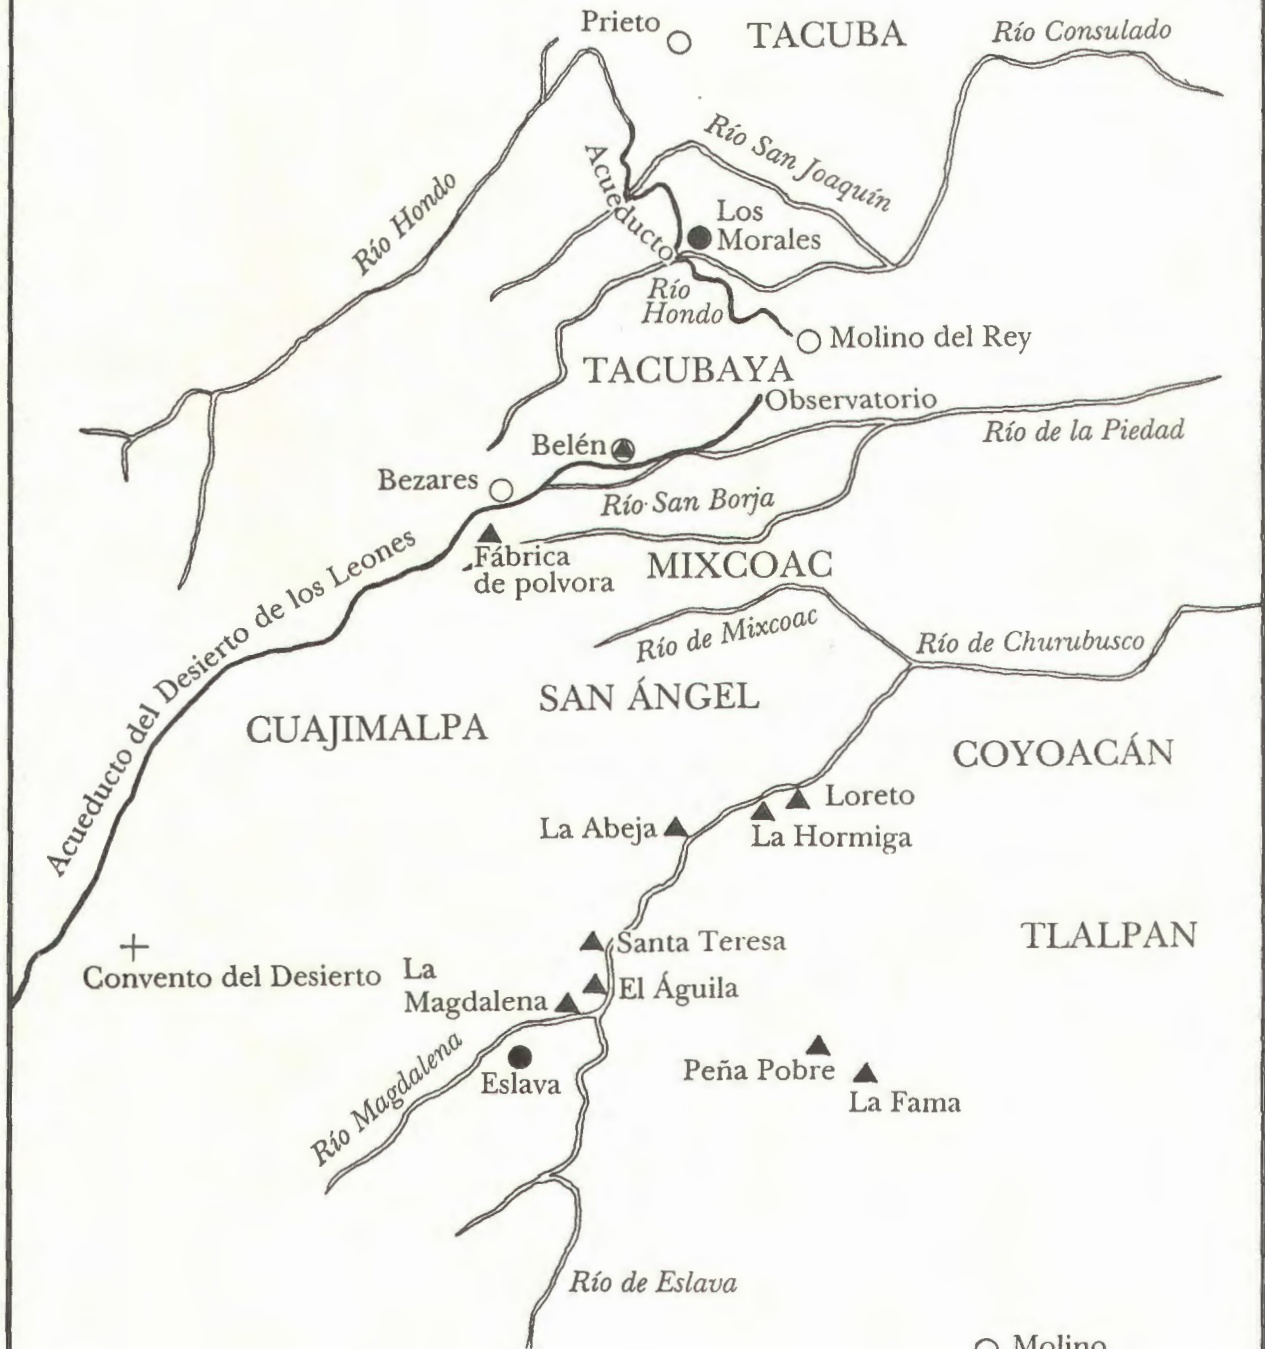 Prieto
TACUBA
Río Consulado
Río San Joaquín
Acueducto
Río Hondo
Los
Morales
Río
Hondo
Molino del Rey
TACUBAYA
Observatorio
Río de la Piedad
Belén
Bezares
Río San Borja
Fábrica
de polvora
MIXCOAC
Acueducto del Desierto de los Leones
Río de Mixcoac
Río de Churubusco
SAN ÁNGEL
CUAJIMALPA
COYOACÁN
Loreto
La Abeja
La Hormiga
Santa Teresa
TLALPAN
Convento del Desierto
La
Magdalena
El Águila
Río Magdalena
Eslava
Peña Pobre
La Fama
Río de Eslava
Molino